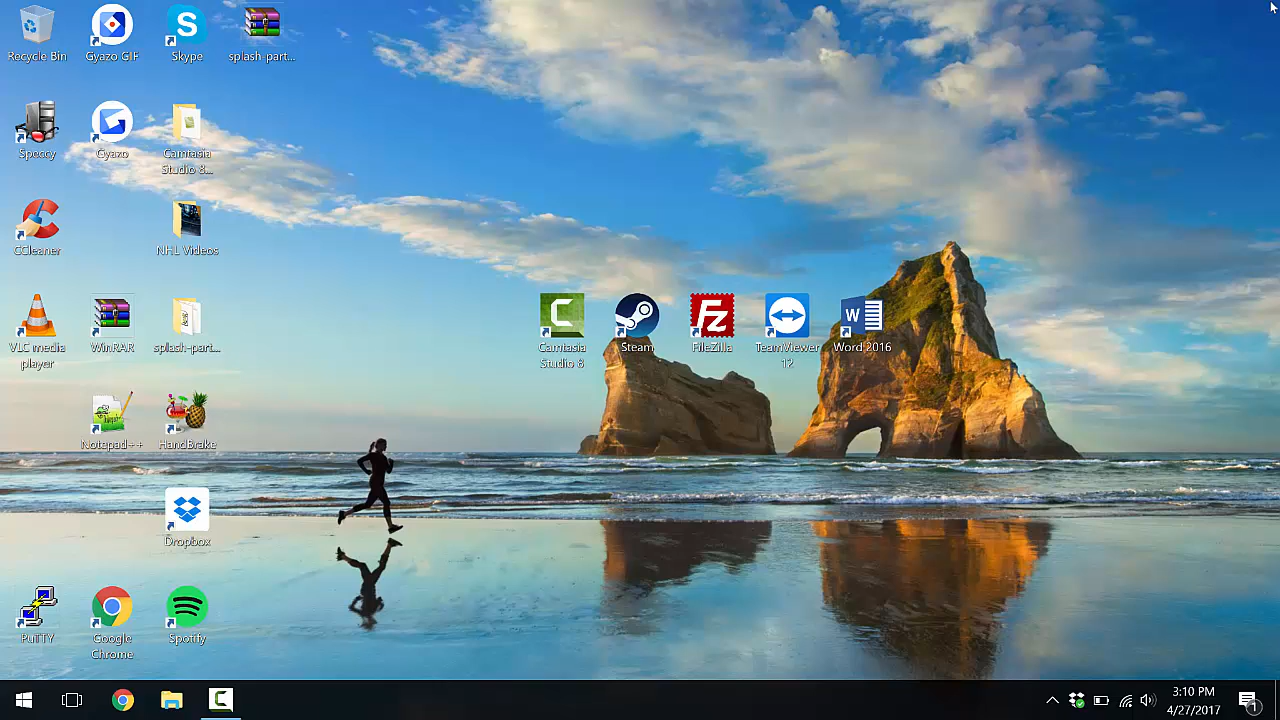 Recycle Bin
Gyazo GIF
Skype
splash-part...
Speccy
Gyazo
Camtasia
Studio 8...
CCleaner
NHL Videos
VLC media
player
WinRAR
splash-part...
Camtasia
Studio 8
Steam
FileZilla
TeamViewer
12
Word 2016
Notepad++
HandBrake
Dropbox
PuTTY
Google
Chrome
Spotify
3:10 PM
4/27/2017
1